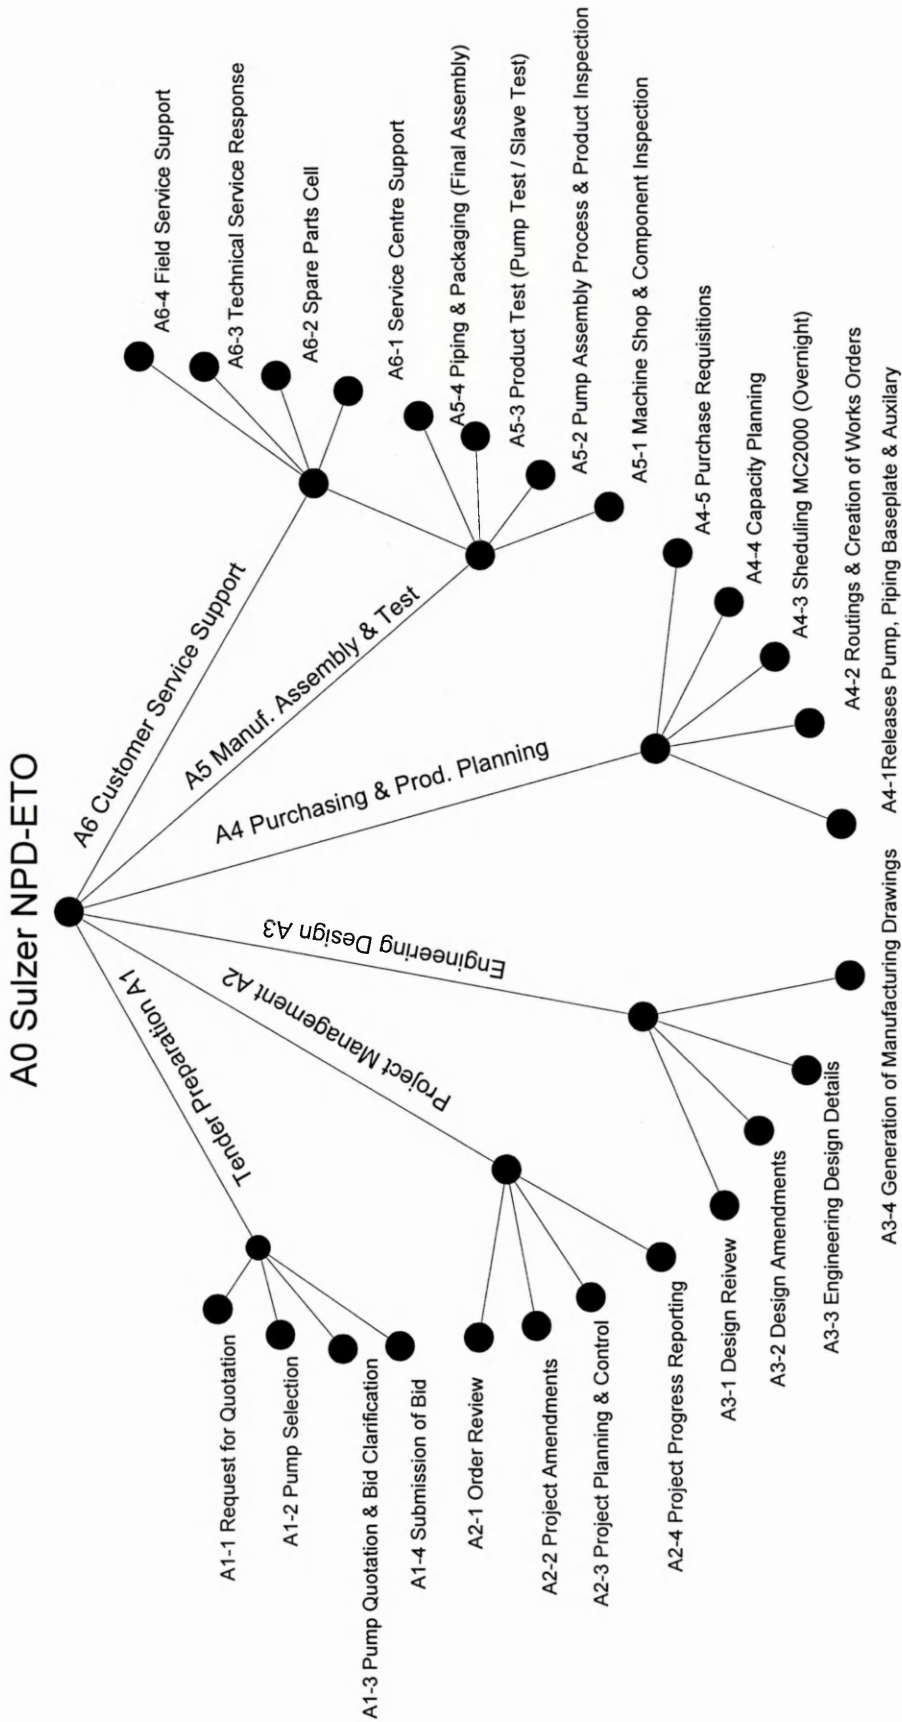 A0 Sulzer NPD-ETO
Tender Preparation A1
Project Management A2
Engineering Design A3
A4 Purchasing & Prod. Planning
A5 Manuf. Assembly & Test
A6 Customer Service Support
A1-1 Request for Quotation
A1-2 Pump Selection
A1-3 Pump Quotation & Bid Clarification
A1-4 Submission of Bid
A2-1 Order Review
A2-2 Project Amendments
A2-3 Project Planning & Control
A2-4 Project Progress Reporting
A3-1 Design Reivew
A3-2 Design Amendments
A3-3 Engineering Design Details
A3-4 Generation of Manufacturing Drawings
A4-1Releases Pump, Piping Baseplate & Auxilary
A4-2 Routings & Creation of Works Orders
A4-3 Sheduling MC2000 (Overnight)
A4-4 Capacity Planning
A4-5 Purchase Requisitions
A5-1 Machine Shop & Component Inspection
A5-2 Pump Assembly Process & Product Inspection
A5-3 Product Test (Pump Test / Slave Test)
A5-4 Piping & Packaging (Final Assembly)
A6-1 Service Centre Support
A6-2 Spare Parts Cell
A6-3 Technical Service Response
A6-4 Field Service Support